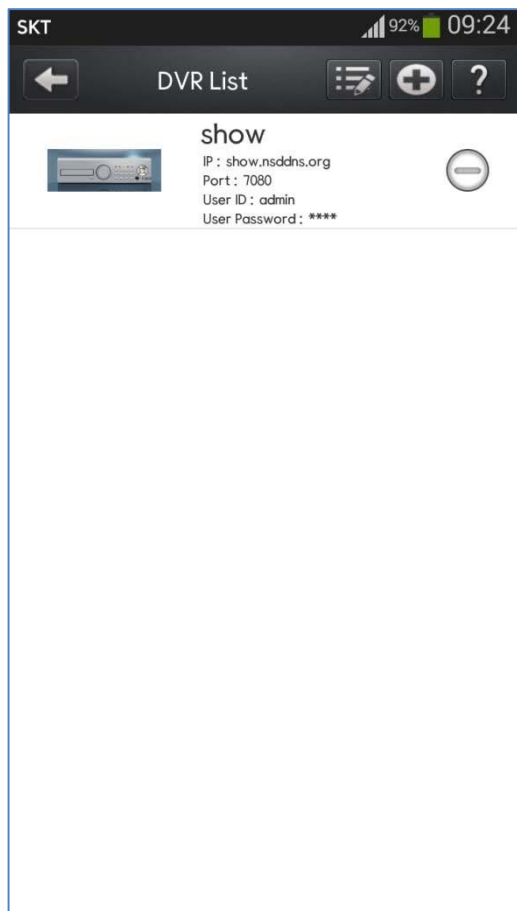 SKT 92% 09:24
DVR List ?
show
IP : show.nsddns.org
Port : 7080
User ID : admin
User Password : ****